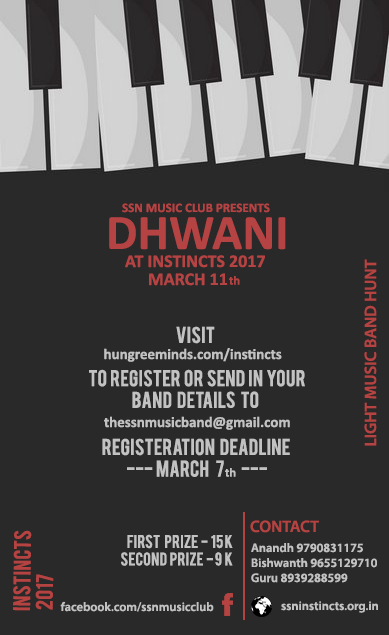 SSN MUSIC CLUB PRESENTS
DHWANI
AT INSTINCTS 2017
MARCH 11th
LIGHT MUSIC BAND HUNT
VISIT
hungreeminds.com/instincts
TO REGISTER OR SEND IN YOUR
BAND DETAILS TO
thessnmusicband@gmail.com
REGISTERATION DEADLINE
--- MARCH 7th ---
FIRST PRIZE - 15K
SECOND PRIZE - 9 K
CONTACT
Anandh 9790831175
Bishwanth 9655129710
Guru 8939288599
INSTINCTS
2017
facebook.com/ssnmusicclub f
ssninstincts.org.in